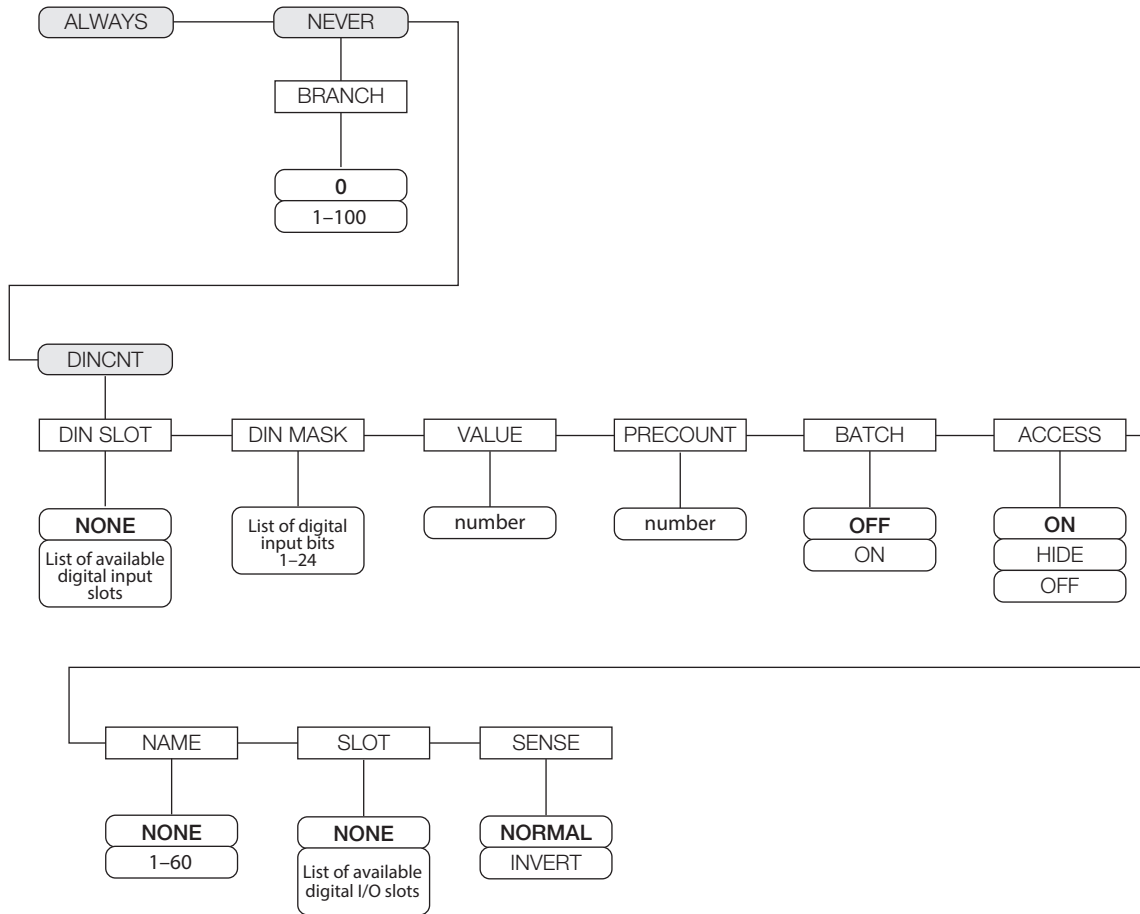 ALWAYS
NEVER
BRANCH
0
1–100
DINCNT
DIN SLOT
DIN MASK
VALUE
PRECOUNT
BATCH
ACCESS
NONE
List of available
digital input
slots
List of digital
input bits
1–24
number
number
OFF
ON
ON
HIDE
OFF
NAME
SLOT
SENSE
NONE
1–60
NONE
List of available
digital I/O slots
NORMAL
INVERT